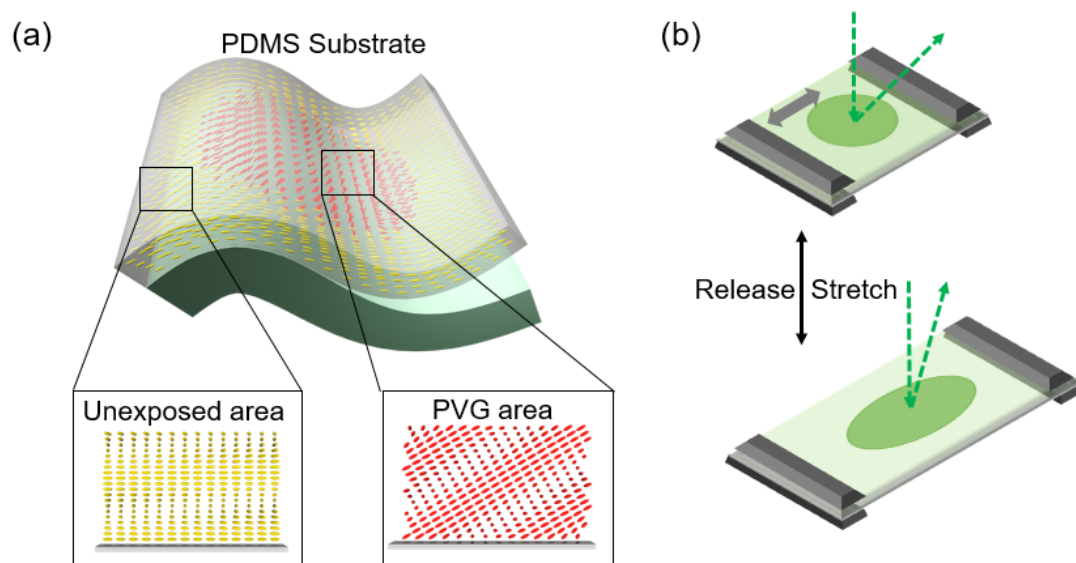 (a)
PDMS Substrate
Unexposed area
PVG area
(b)
Release
Stretch